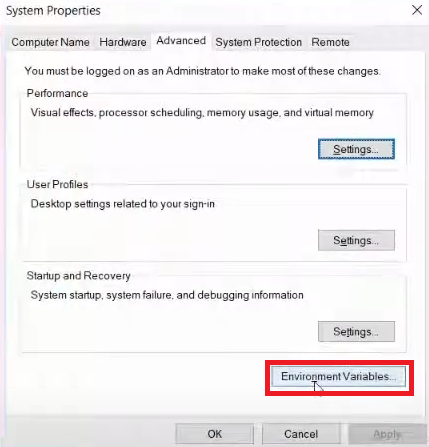 System Properties
Computer Name Hardware Advanced System Protection Remote
You must be logged on as an Administrator to make most of these changes.
Performance
Visual effects, processor scheduling, memory usage, and virtual memory
Settings...
User Profiles
Desktop settings related to your sign-in
Settings...
Startup and Recovery
System startup, system failure, and debugging information
Settings...
Environment Variables...
OK Cancel Apply